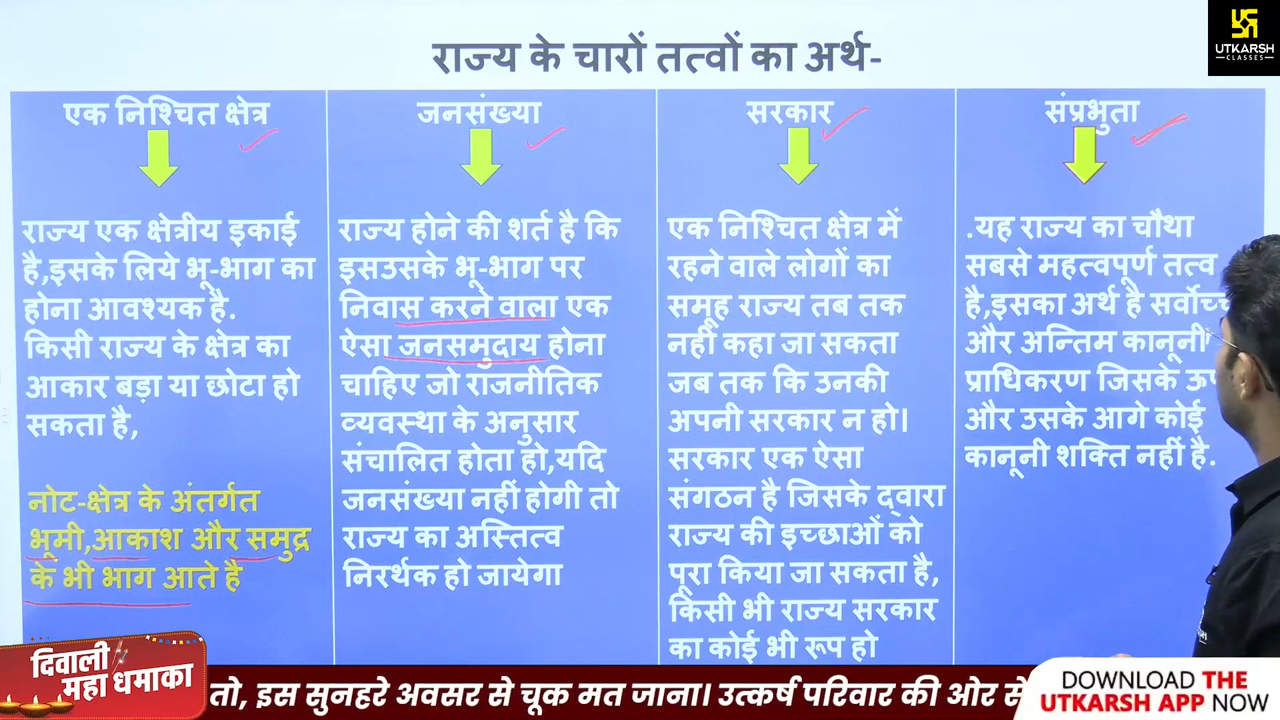 राज्य के चारों तत्वों का अर्थ-
UTKARSH
CLASSES
एक निश्चित क्षेत्र
राज्य एक क्षेत्रीय इकाई
है,इसके लिये भू-भाग का
होना आवश्यक है.
किसी राज्य के क्षेत्र का
आकार बड़ा या छोटा हो
सकता है,
नोट-क्षेत्र के अंतर्गत
भूमी,आकाश और समुद्र
के भी भाग आते है
जनसंख्या
राज्य होने की शर्त है कि
इसउसके भू-भाग पर
निवास करने वाला एक
ऐसा जनसमुदाय होना
चाहिए जो राजनीतिक
व्यवस्था के अनुसार
संचालित होता हो,यदि
जनसंख्या नहीं होगी तो
राज्य का अस्तित्व
निरर्थक हो जायेगा
सरकार
एक निश्चित क्षेत्र में
रहने वाले लोगों का
समूह राज्य तब तक
नहीं कहा जा सकता
जब तक कि उनकी
अपनी सरकार न हो।
सरकार एक ऐसा
संगठन है जिसके द्वारा
राज्य की इच्छाओं को
पूरा किया जा सकता है,
किसी भी राज्य सरकार
का कोई भी रूप हो
संप्रभुता
.यह राज्य का चौथा
सबसे महत्वपूर्ण तत्व
है,इसका अर्थ है सर्वोच्च
और अन्तिम कानूनी
प्राधिकरण जिसके
और उसके आगे कोई
कानूनी शक्ति नहीं है.
दिवाली
महा धमाका
तो, इस सुनहरे अवसर से चूक मत जाना। उत्कर्ष परिवार की ओर से
DOWNLOAD THE
UTKARSH APP NOW